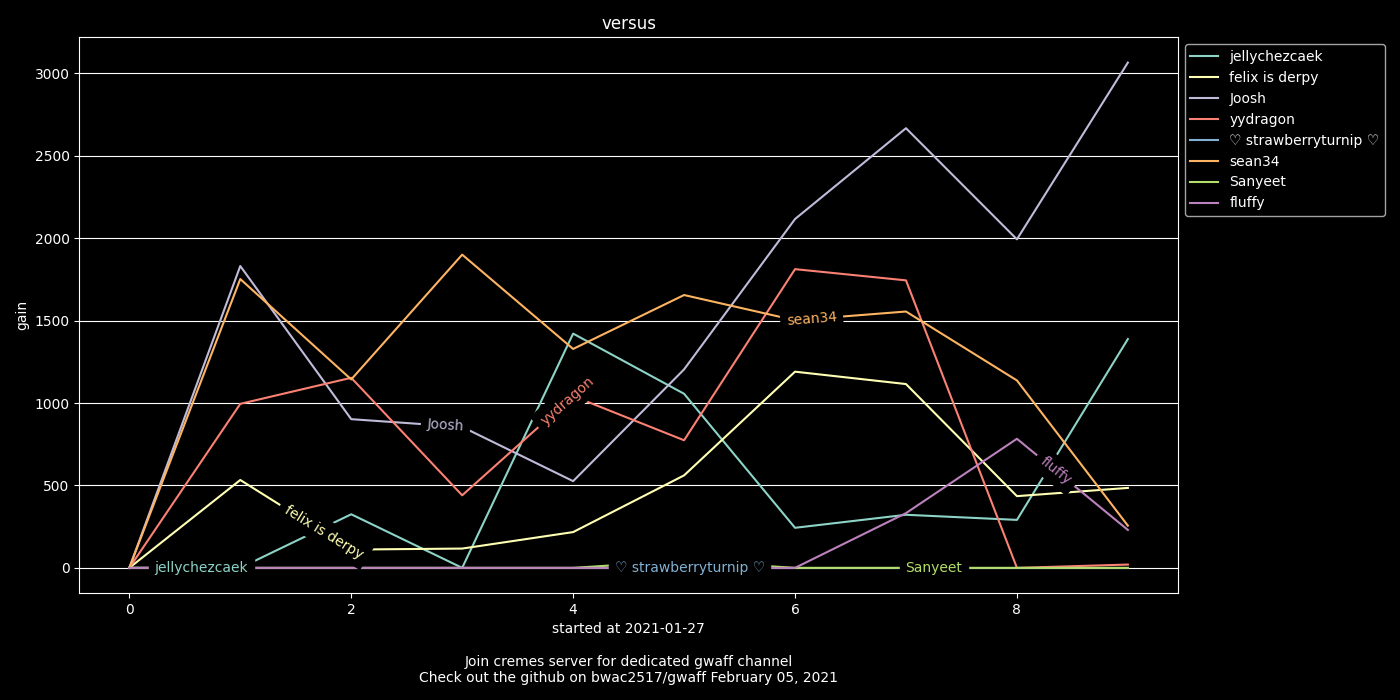 versus
3000
2500
2000
1500
1000
500
0
gain
0 2 4 6 8
started at 2021-01-27
jellychezcaek
felix is derpy
Joosh
yydragon
♡ strawberryturnip ♡
sean34
Sanyeet
fluffy
jellychezcaek
felix is derpy
Joosh
yydragon
♡ strawberryturnip ♡
sean34
Sanyeet
fluffy
Join cremes server for dedicated gwaff channel
Check out the github on bwac2517/gwaff February 05, 2021